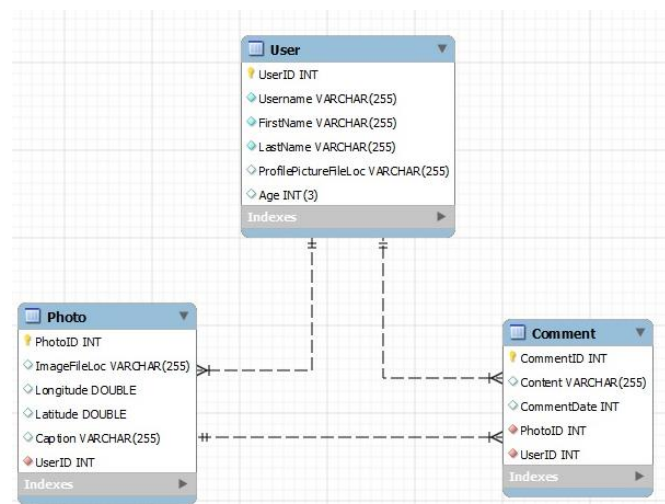 User
UserID INT
Username VARCHAR(255)
FirstName VARCHAR(255)
LastName VARCHAR(255)
ProfilePictureFileLoc VARCHAR(255)
Age INT(3)
Indexes
Photo
PhotoID INT
ImageFileLoc VARCHAR(255)
Longitude DOUBLE
Latitude DOUBLE
Caption VARCHAR(255)
UserID INT
Indexes
Comment
CommentID INT
Content VARCHAR(255)
CommentDate INT
PhotoID INT
UserID INT
Indexes